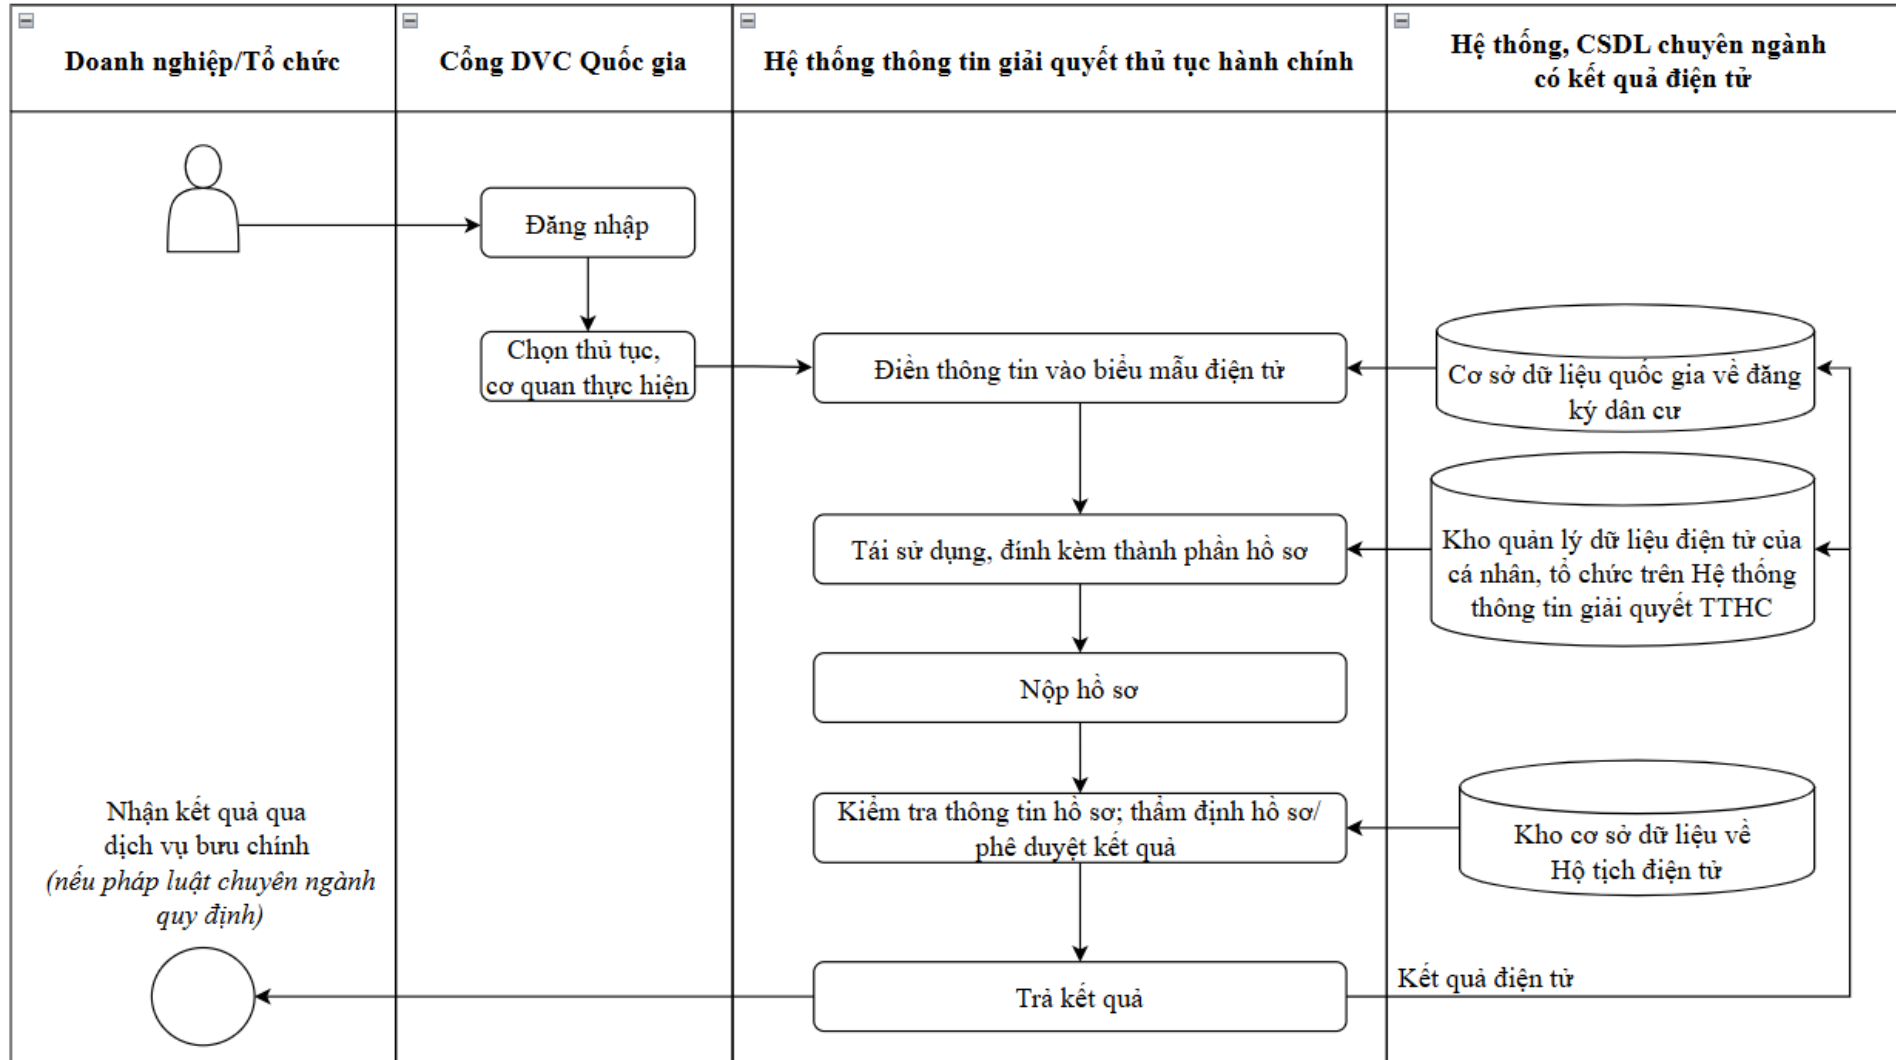 Doanh nghiệp/Tổ chức
Cổng DVC Quốc gia
Hệ thống thông tin giải quyết thủ tục hành chính
Hệ thống, CSDL chuyên ngành
có kết quả điện tử
Đăng nhập
Chọn thủ tục,
cơ quan thực hiện
Điền thông tin vào biểu mẫu điện tử
Cơ sở dữ liệu quốc gia về đăng
ký dân cư
Tái sử dụng, đính kèm thành phần hồ sơ
Kho quản lý dữ liệu điện tử của
cá nhân, tổ chức trên Hệ thống
thông tin giải quyết TTHC
Nộp hồ sơ
Kiểm tra thông tin hồ sơ; thẩm định hồ sơ/
phê duyệt kết quả
Kho cơ sở dữ liệu về
Hộ tịch điện tử
Nhận kết quả qua
dịch vụ bưu chính
(nếu pháp luật chuyên ngành
quy định)
Trả kết quả
Kết quả điện tử